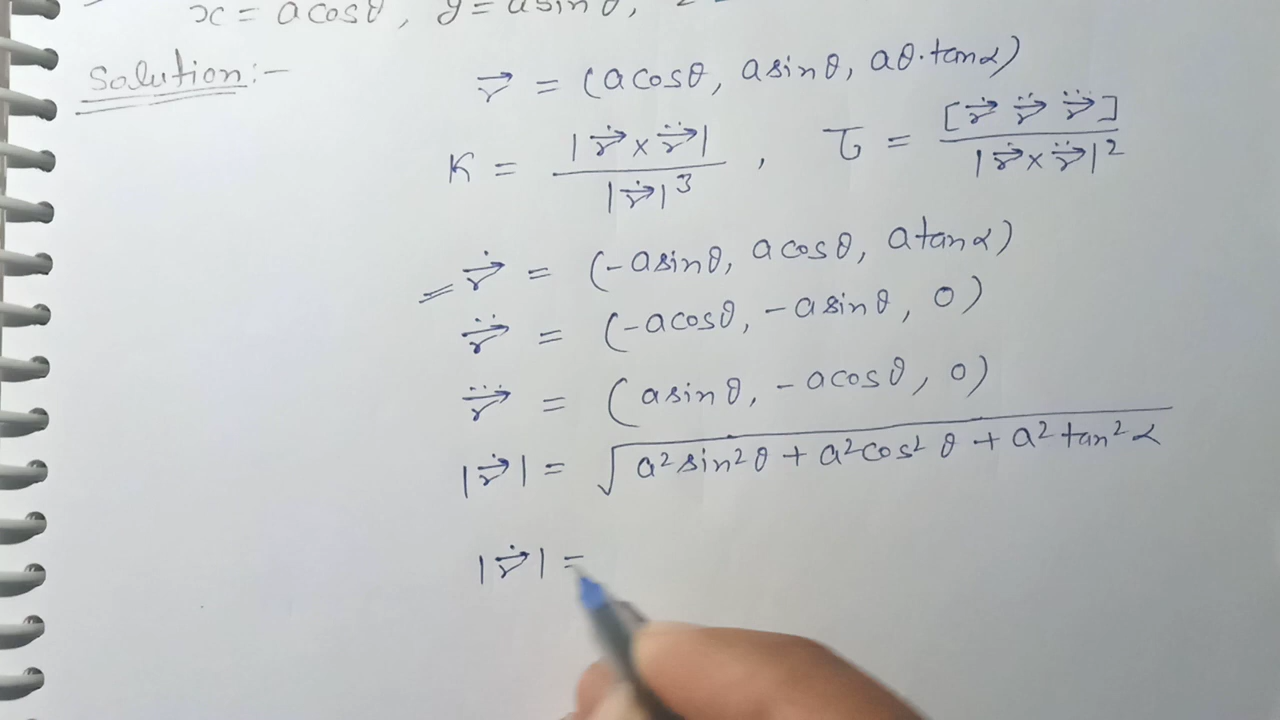 x = a cosθ, y = a sinθ,
Solution:-
r⃗ = (a cosθ, a sinθ, aθ·tanα)
κ = |ṙ⃗ × r̈⃗| / |ṙ⃗|³ , τ = [ṙ⃗ r̈⃗ r⃛⃗] / |ṙ⃗ × r̈⃗|²
ṙ⃗ = (-a sinθ, a cosθ, a tanα)
r̈⃗ = (-a cosθ, -a sinθ, 0)
r⃛⃗ = (a sinθ, -a cosθ, 0)
|ṙ⃗| = √(a² sin²θ + a² cos²θ + a² tan²α)
|ṙ⃗| =